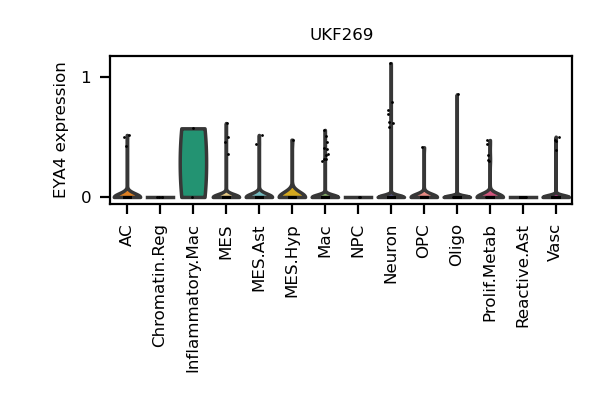 UKF269
EYA4 expression
1
0
AC
Chromatin.Reg
Inflammatory.Mac
MES
MES.Ast
MES.Hyp
Mac
NPC
Neuron
OPC
Oligo
Prolif.Metab
Reactive.Ast
Vasc